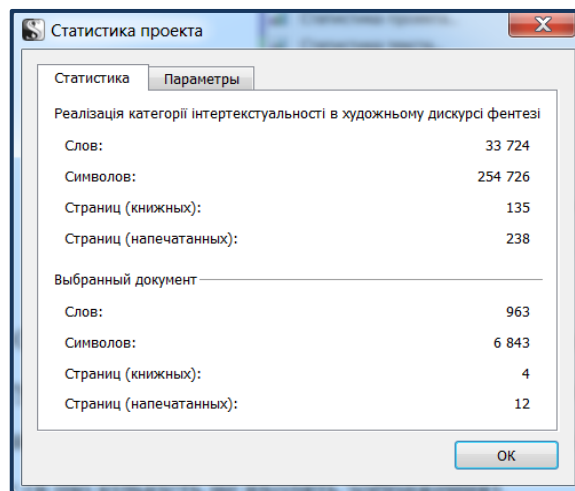 Статистика проекта
Статистика Параметры
Реалізація категорії інтертекстуальності в художньому дискурсі фентезі
Слов: 33 724
Символов: 254 726
Страниц (книжных): 135
Страниц (напечатанных): 238
Выбранный документ
Слов: 963
Символов: 6 843
Страниц (книжных): 4
Страниц (напечатанных): 12
OK